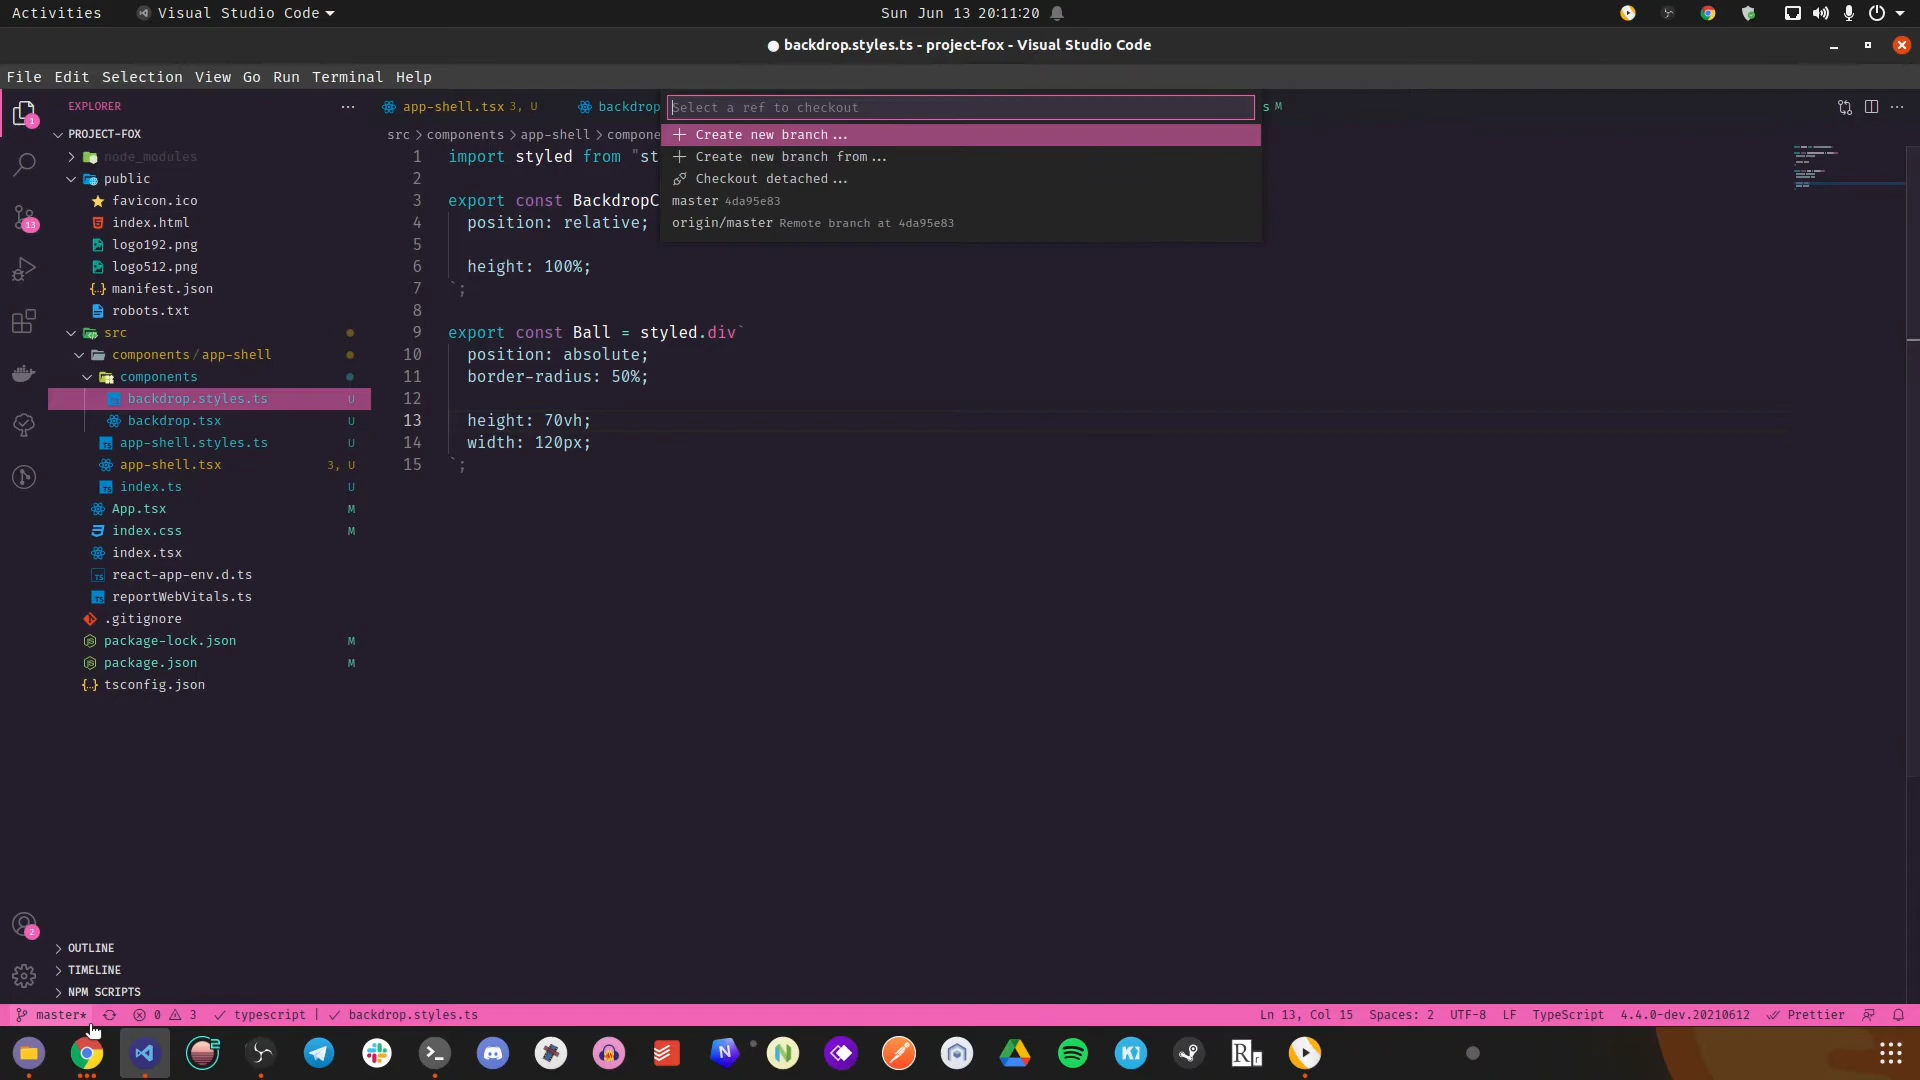 Activities
Visual Studio Code
Sun Jun 13 20:11:20
● backdrop.styles.ts - project-fox - Visual Studio Code
File Edit Selection View Go Run Terminal Help
EXPLORER
PROJECT-FOX
node_modules
public
favicon.ico
index.html
logo192.png
logo512.png
manifest.json
robots.txt
src
components/app-shell
components
backdrop.styles.ts U
backdrop.tsx U
app-shell.styles.ts U
app-shell.tsx 3, U
index.ts U
App.tsx M
index.css M
index.tsx
react-app-env.d.ts
reportWebVitals.ts
.gitignore
package-lock.json M
package.json M
tsconfig.json
OUTLINE
TIMELINE
NPM SCRIPTS
1
13
2
app-shell.tsx 3, U
backdrop
s M
src > components > app-shell > compone
Select a ref to checkout
Create new branch...
Create new branch from...
Checkout detached...
master 4da95e83
origin/master Remote branch at 4da95e83
1 import styled from "st
2
3 export const BackdropC
4 position: relative;
5
6 height: 100%;
7 `;
8
9 export const Ball = styled.div`
10 position: absolute;
11 border-radius: 50%;
12
13 height: 70vh;
14 width: 120px;
15 `;
master*
0
3
typescript | ✓ backdrop.styles.ts
Ln 13, Col 15
Spaces: 2
UTF-8
LF
TypeScript
4.4.0-dev.20210612
Prettier
2
N
N
KI
Rr